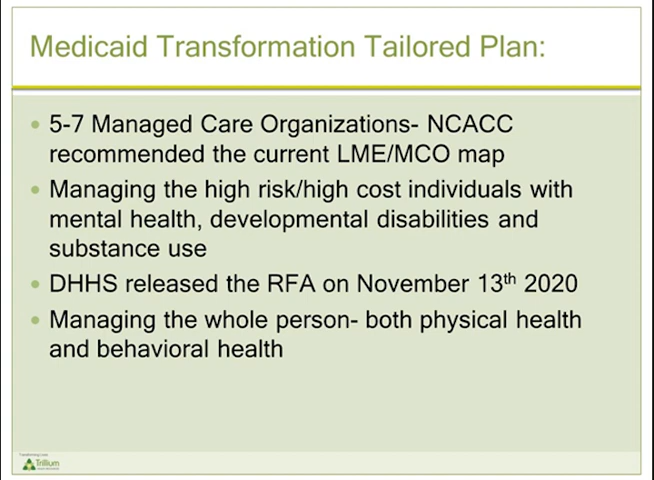 Medicaid Transformation Tailored Plan:
• 5-7 Managed Care Organizations- NCACC
recommended the current LME/MCO map
• Managing the high risk/high cost individuals with
mental health, developmental disabilities and
substance use
• DHHS released the RFA on November 13th 2020
• Managing the whole person- both physical health
and behavioral health
Trillium